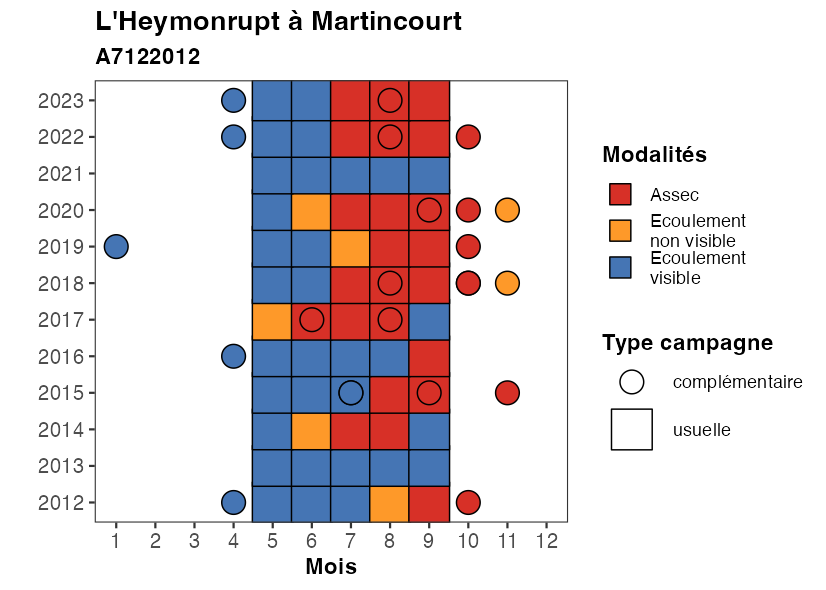 L'Heymonrupt à Martincourt
A7122012
2023
2022
2021
2020
2019
2018
2017
2016
2015
2014
2013
2012
1 2 3 4 5 6 7 8 9 10 11 12
Mois
Modalités
Assec
Ecoulement
non visible
Ecoulement
visible
Type campagne
complémentaire
usuelle